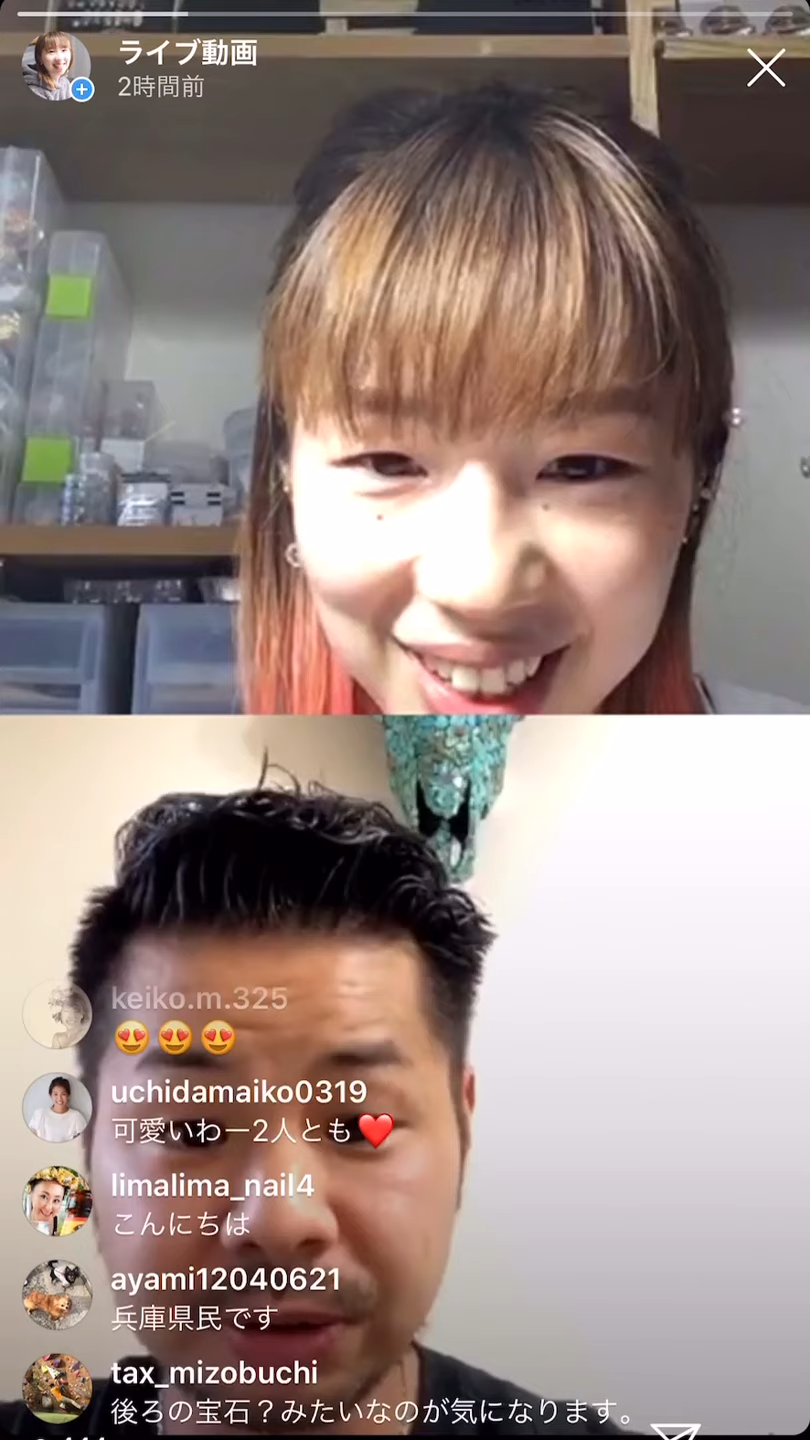 ライブ動画
2時間前
keiko.m.325
😍😍😍
uchidamaiko0319
可愛いわー2人とも❤️
limalima_nail4
こんにちは
ayami12040621
兵庫県民です
tax_mizobuchi
後ろの宝石？みたいなのが気になります。